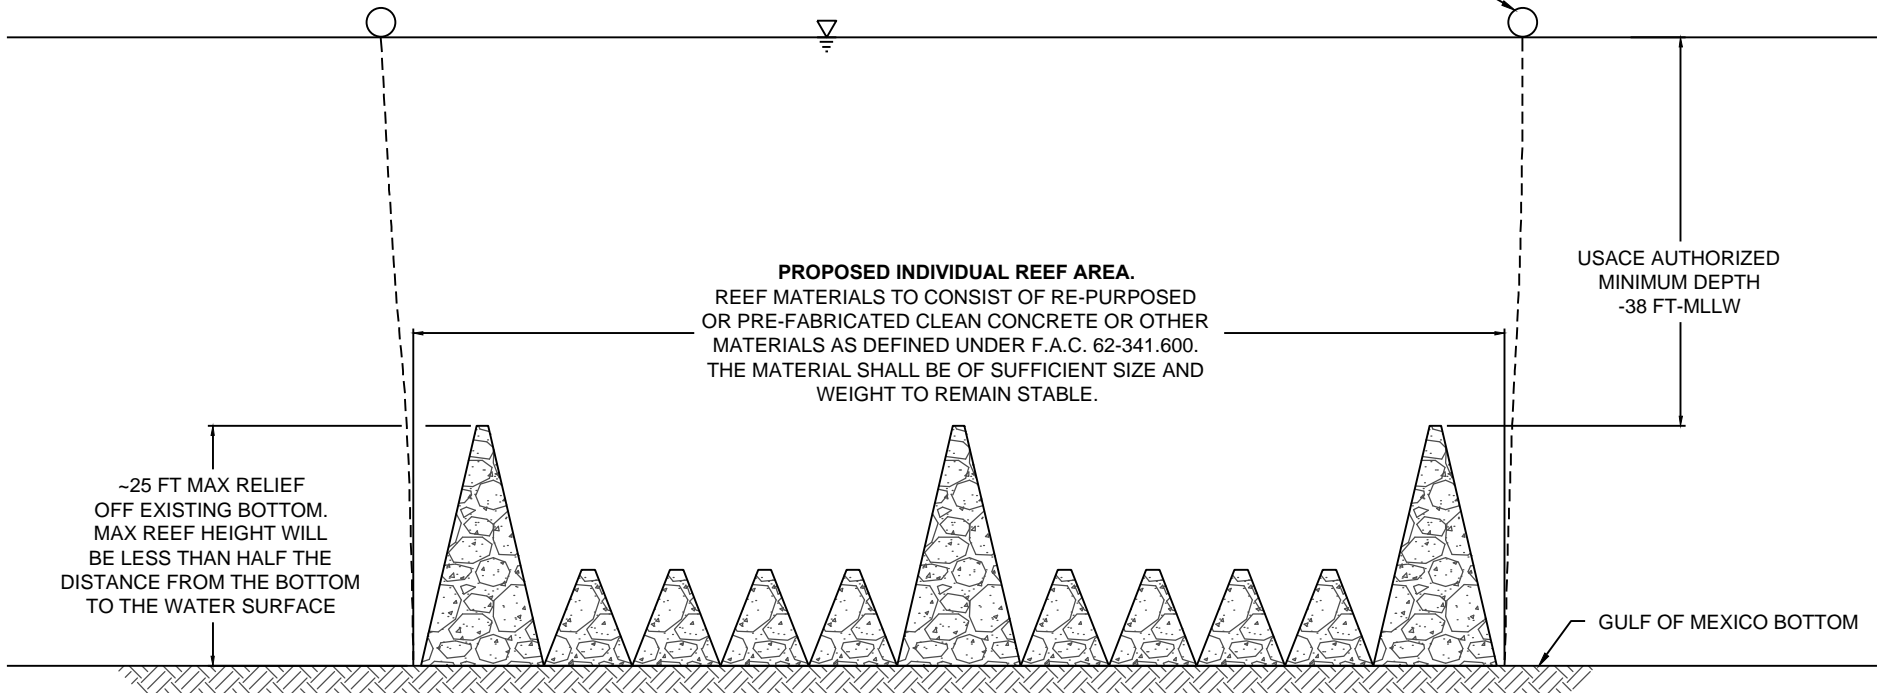 PROPOSED INDIVIDUAL REEF AREA.
REEF MATERIALS TO CONSIST OF RE-PURPOSED
OR PRE-FABRICATED CLEAN CONCRETE OR OTHER
MATERIALS AS DEFINED UNDER F.A.C. 62-341.600.
THE MATERIAL SHALL BE OF SUFFICIENT SIZE AND
WEIGHT TO REMAIN STABLE.
USACE AUTHORIZED
MINIMUM DEPTH
-38 FT-MLLW
~25 FT MAX RELIEF
OFF EXISTING BOTTOM.
MAX REEF HEIGHT WILL
BE LESS THAN HALF THE
DISTANCE FROM THE BOTTOM
TO THE WATER SURFACE
GULF OF MEXICO BOTTOM